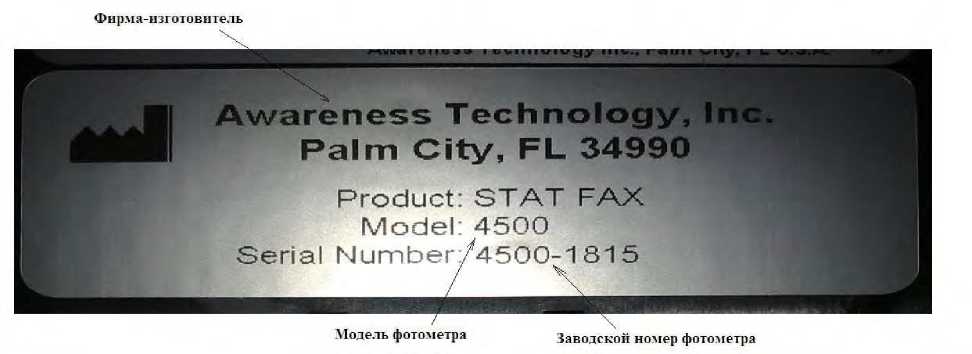 Фирма-изготовитель
Awareness Technology Inc., Palm City, FL U.S.A.
Awareness Technology, Inc.
Palm City, FL 34990
Product: STAT FAX
Model: 4500
Serial Number: 4500-1815
Модель фотометра
Заводской номер фотометра